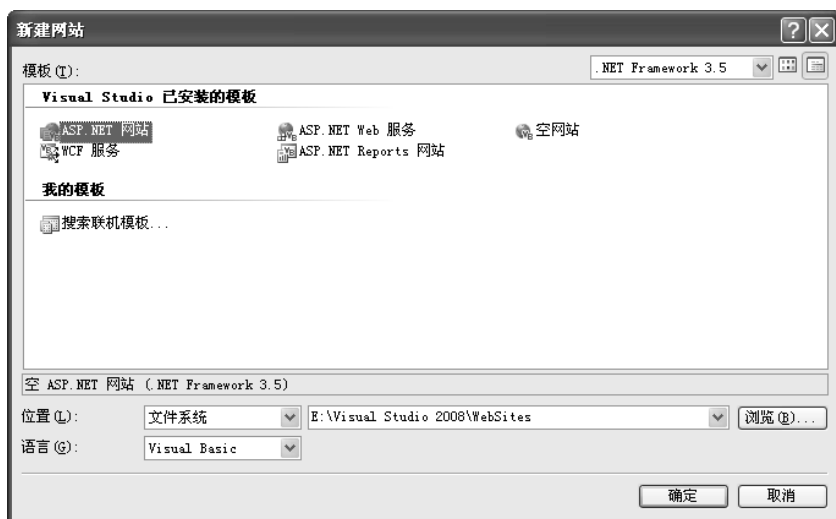 新建网站
模板(T):
.NET Framework 3.5
Visual Studio 已安装的模板
ASP.NET 网站
ASP.NET Web 服务
空网站
WCF 服务
ASP.NET Reports 网站
我的模板
搜索联机模板...
空 ASP.NET 网站 (.NET Framework 3.5)
位置(L):
文件系统
E:\Visual Studio 2008\WebSites
浏览(B)...
语言(G):
Visual Basic
确定
取消